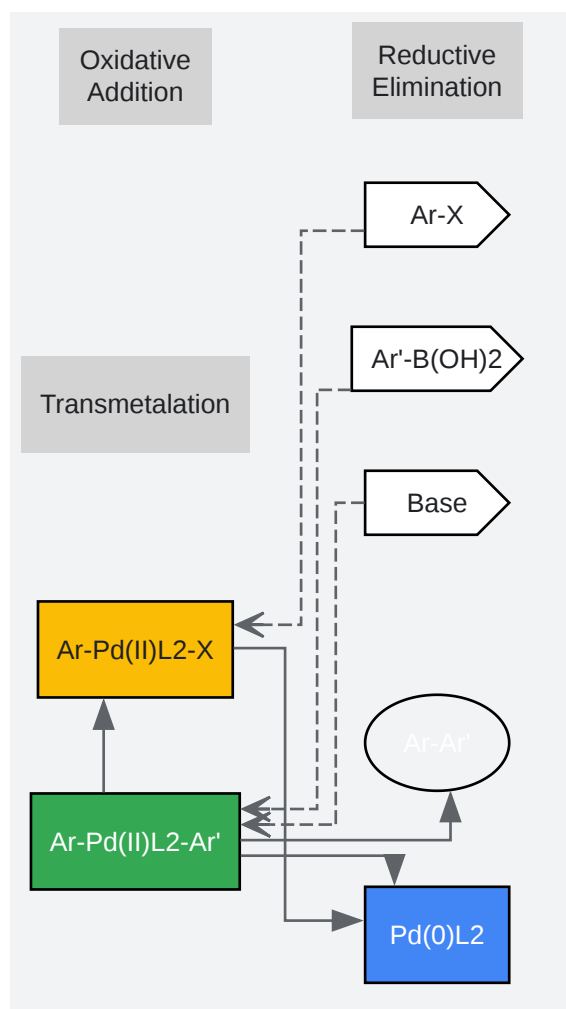 Oxidative
Addition
Reductive
Elimination
Ar-X
Ar'-B(OH)2
Transmetalation
Base
Ar-Pd(II)L2-X
Ar-Ar'
Ar-Pd(II)L2-Ar'
Pd(0)L2